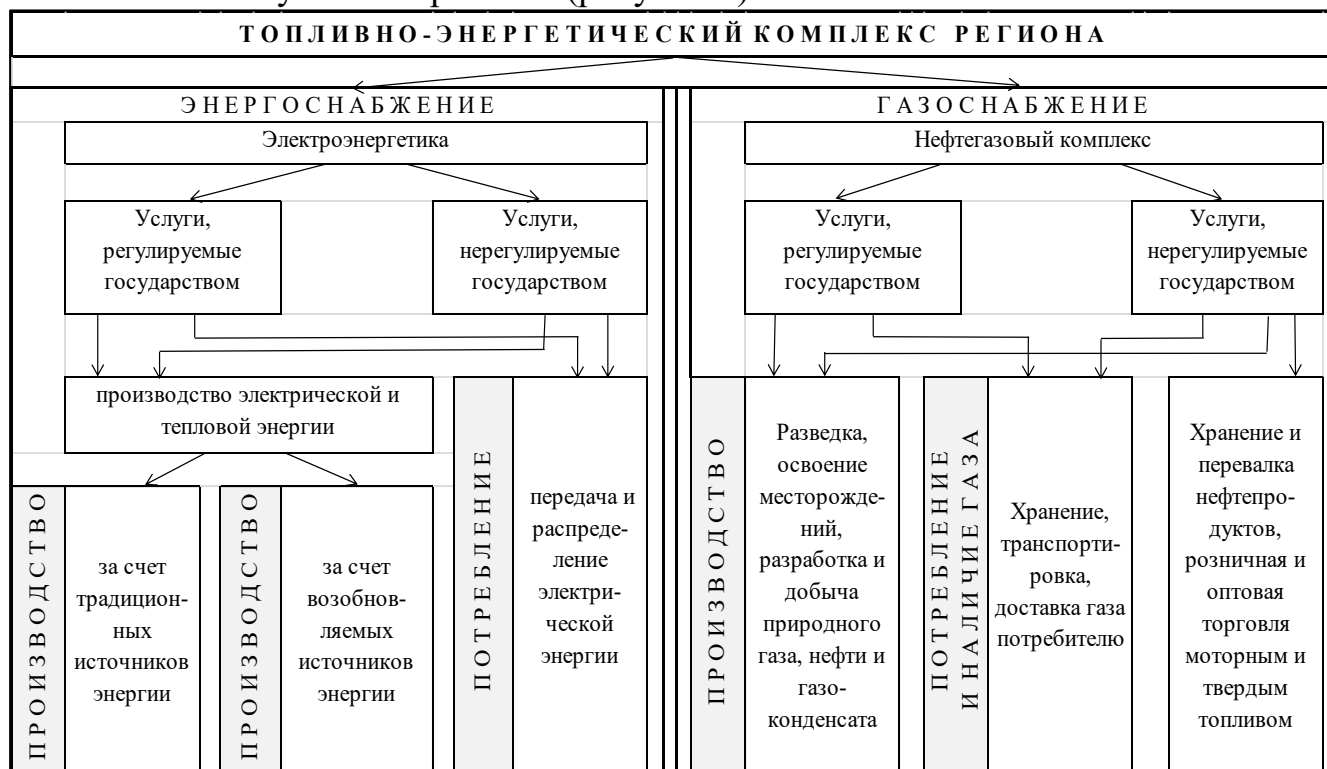 ТОПЛИВНО-ЭНЕРГЕТИЧЕСКИЙ КОМПЛЕКС РЕГИОНА
ЭНЕРГОСНАБЖЕНИЕ
Электроэнергетика
Услуги,
регулируемые
государством
Услуги,
нерегулируемые
государством
производство электрической и
тепловой энергии
ПРОИЗВОДСТВО
за счет
традицион-
ных
источников
энергии
ПРОИЗВОДСТВО
за счет
возобнов-
ляемых
источников
энергии
ПОТРЕБЛЕНИЕ
передача и
распреде-
ление
электри-
ческой
энергии
ГАЗОСНАБЖЕНИЕ
Нефтегазовый комплекс
Услуги,
регулируемые
государством
Услуги,
нерегулируемые
государством
ПРОИЗВОДСТВО
Разведка,
освоение
месторожде-
ний,
разработка и
добыча
природного
газа, нефти и
газо-
конденсата
ПОТРЕБЛЕНИЕ
И НАЛИЧИЕ ГАЗА
Хранение,
транспорти-
ровка,
доставка газа
потребителю
Хранение и
перевалка
нефтепро-
дуктов,
розничная и
оптовая
торговля
моторным и
твердым
топливом